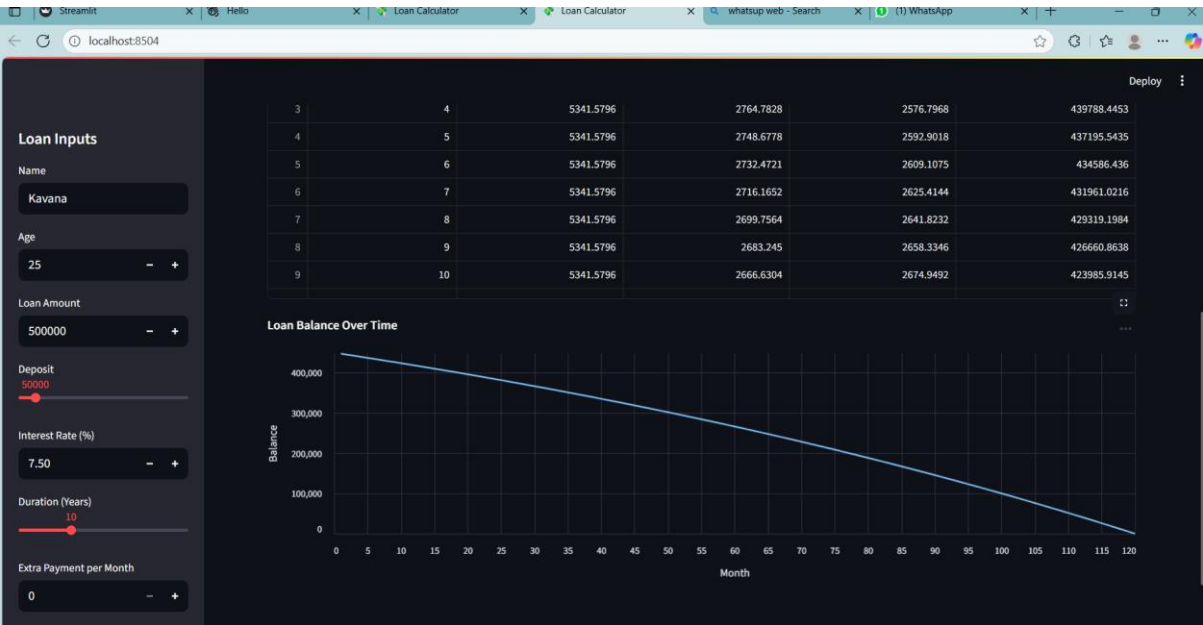 Streamlit
Hello
Loan Calculator
Loan Calculator
whatsup web - Search
(1) WhatsApp
localhost:8504
Deploy
Loan Inputs
Name
Kavana
Age
25
Loan Amount
500000
Deposit
50000
Interest Rate (%)
7.50
Duration (Years)
10
Extra Payment per Month
0
3 4 5341.5796 2764.7828 2576.7968 439788.4453
4 5 5341.5796 2748.6778 2592.9018 437195.5435
5 6 5341.5796 2732.4721 2609.1075 434586.436
6 7 5341.5796 2716.1652 2625.4144 431961.0216
7 8 5341.5796 2699.7564 2641.8232 429319.1984
8 9 5341.5796 2683.245 2658.3346 426660.8638
9 10 5341.5796 2666.6304 2674.9492 423985.9145
Loan Balance Over Time
Balance
400,000
300,000
200,000
100,000
0
0 5 10 15 20 25 30 35 40 45 50 55 60 65 70 75 80 85 90 95 100 105 110 115 120
Month